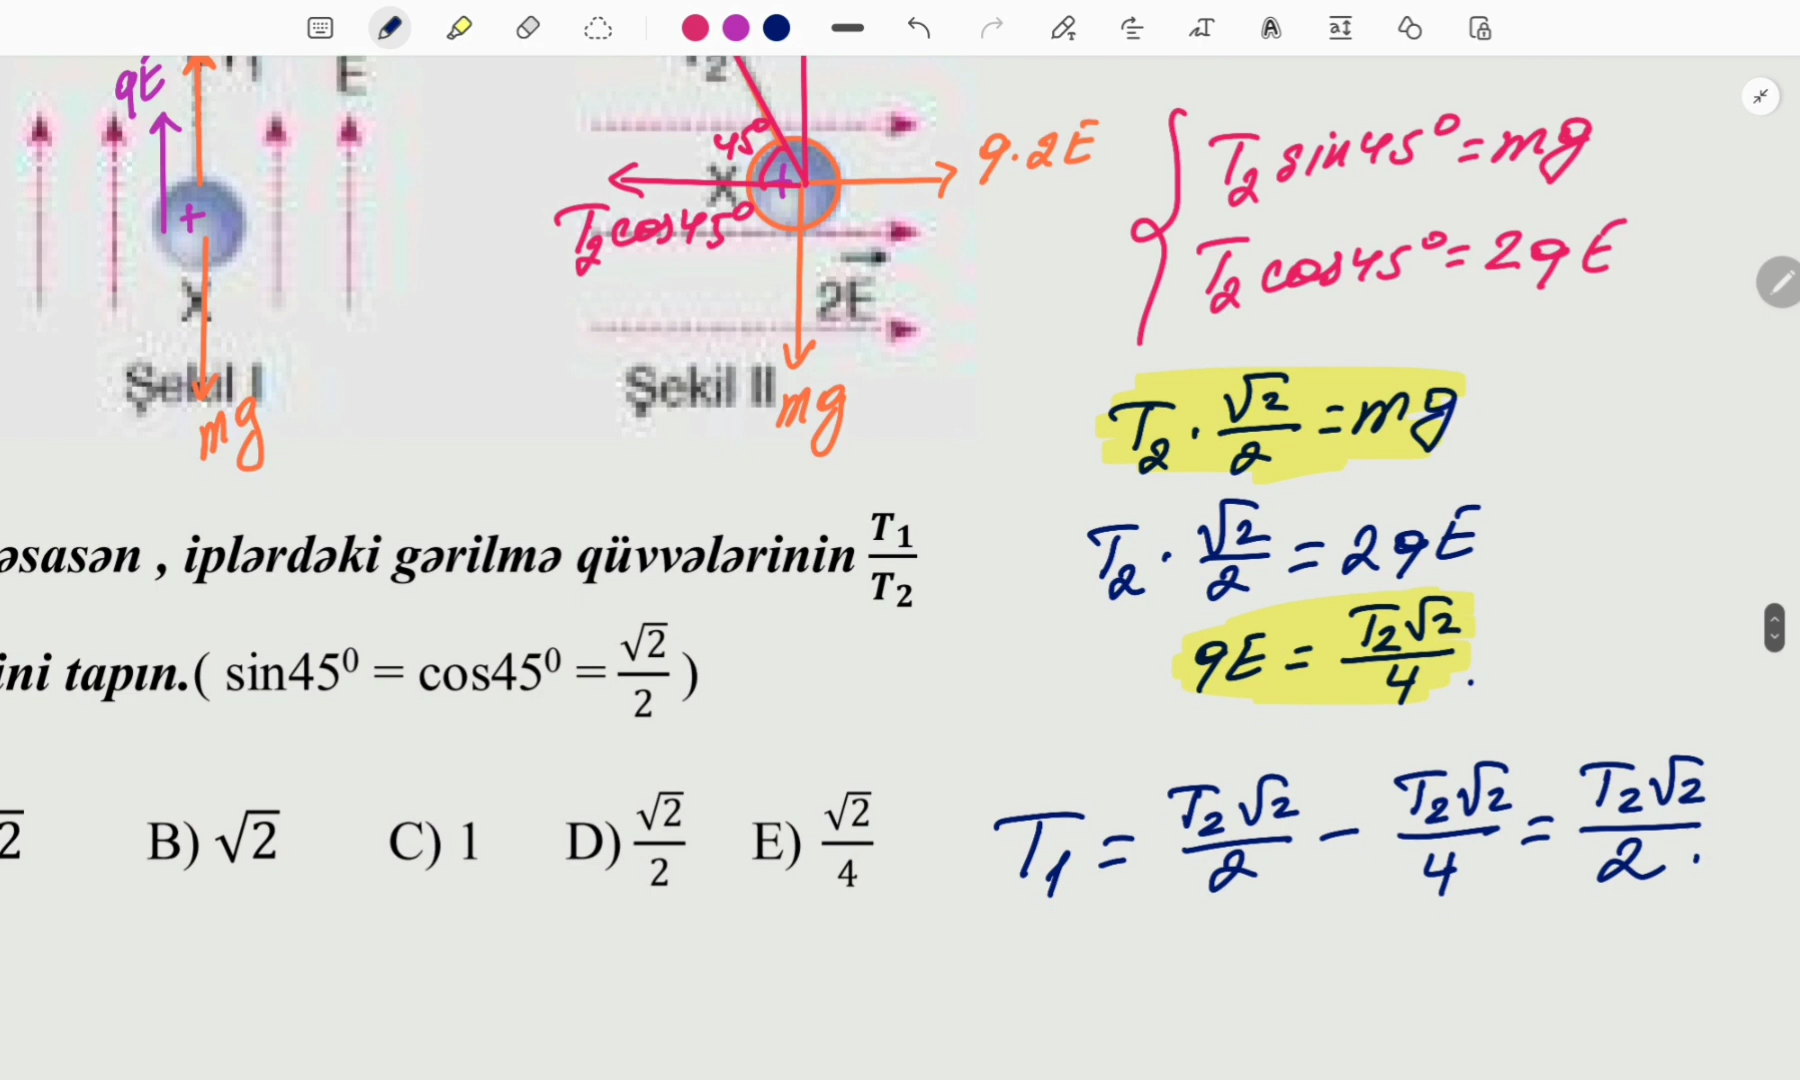 qE
E
45°
q·2E
X
T₂cos45°
+
+
2E
X
Şekil I
Şekil II
mg
mg
T₂ sin45° = mg
T₂ cos45° = 2qE
T₂ · √2/2 = mg
T₂ · √2/2 = 2qE
qE = T₂√2/4 .
əsasən , iplərdəki gərilmə qüvvələrinin T₁/T₂
ini tapın.( sin45⁰ = cos45⁰ = √2/2 )
2 B) √2 C) 1 D) √2/2 E) √2/4
T₁ = T₂√2/2 − T₂√2/4 = T₂√2/2 .